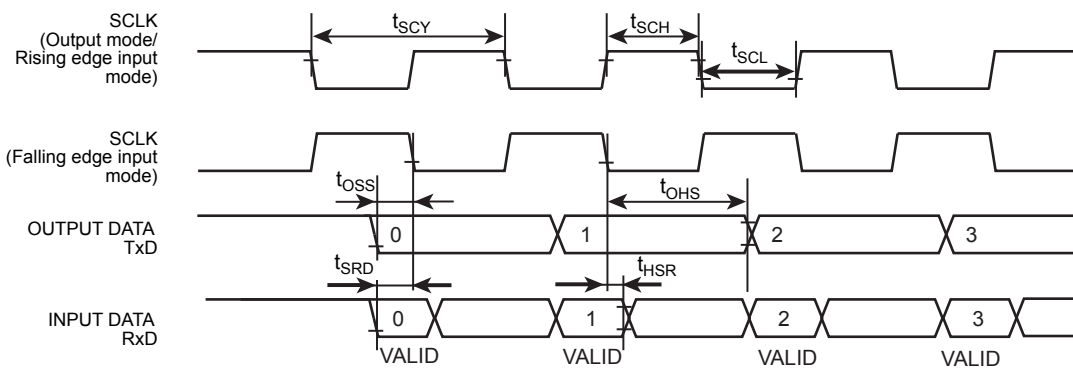 SCLK
(Output mode/
Rising edge input
mode)
tSCY
tSCH
tSCL
SCLK
(Falling edge input
mode)
tOSS
tOHS
OUTPUT DATA
TxD
0
1
2
3
tSRD
tHSR
INPUT DATA
RxD
0
1
2
3
VALID
VALID
VALID
VALID